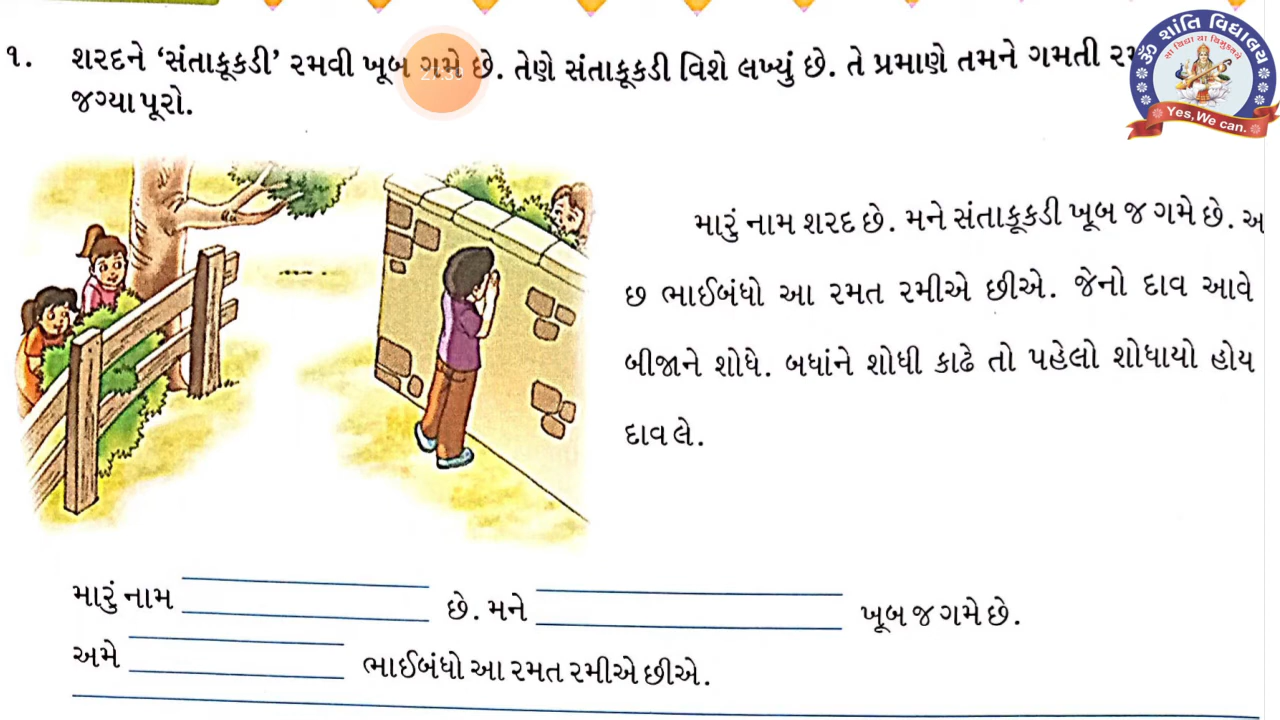 ૧. શરદને ‘સંતાકૂકડી’ રમવી ખૂબ ગમે છે. તેણે સંતાકૂકડી વિશે લખ્યું છે. તે પ્રમાણે તમને ગમતી
જગ્યા પૂરો.
ૐ શાંતિ વિદ્યાલય
Yes, We can.
મારું નામ શરદ છે. મને સંતાકૂકડી ખૂબ જ ગમે છે. અ
છ ભાઈબંધો આ રમત રમીએ છીએ. જેનો દાવ આવે
બીજાને શોધે. બધાંને શોધી કાઢે તો પહેલો શોધાયો હોય
દાવ લે.
મારું નામ છે. મને ખૂબ જ ગમે છે.
અમે ભાઈબંધો આ રમત રમીએ છીએ.